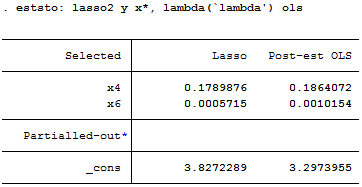 . eststo: lasso2 y x*, lambda(`lambda') ols
Selected Lasso Post-est OLS
x4 0.1789876 0.1864072
x6 0.0005715 0.0010154
Partialled-out*
_cons 3.8272289 3.2973955